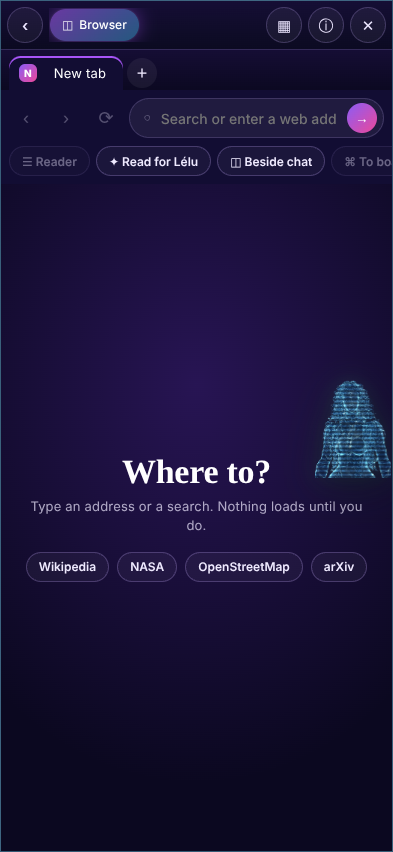 Browser
N New tab
Search or enter a web add
Reader
Read for Lélu
Beside chat
To bo
Where to?
Type an address or a search. Nothing loads until you
do.
Wikipedia
NASA
OpenStreetMap
arXiv